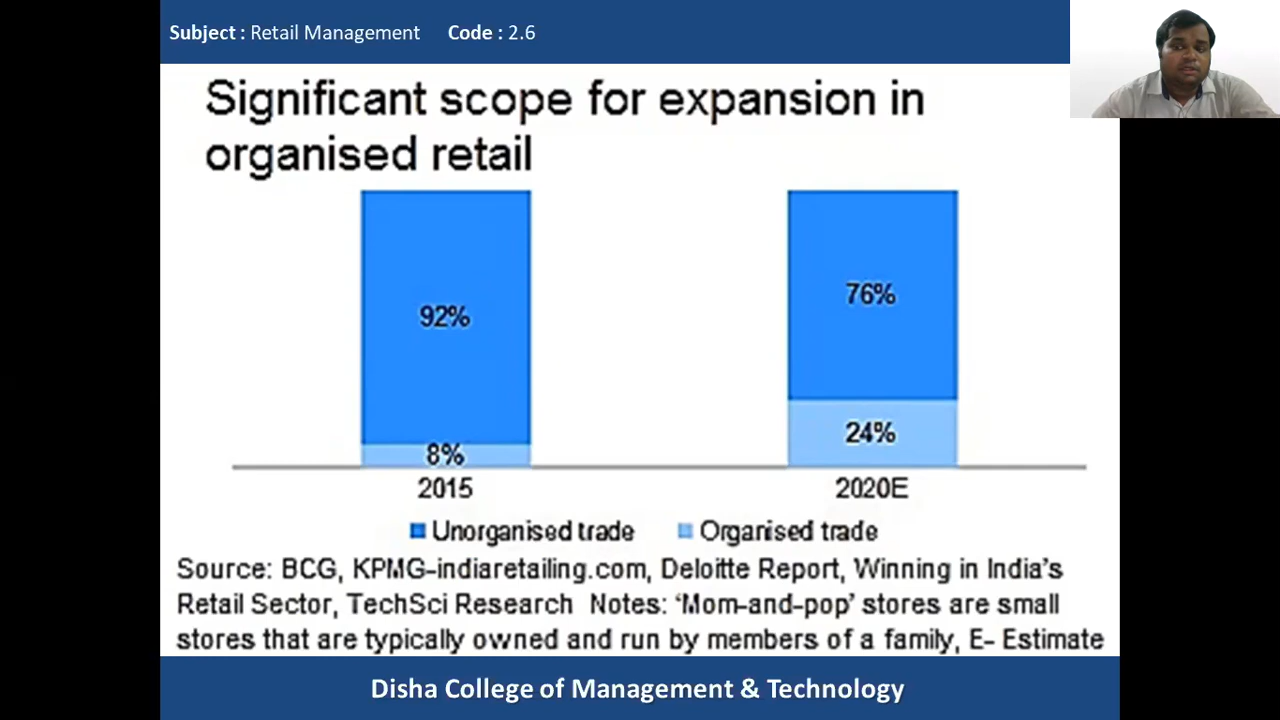 Subject : Retail Management Code : 2.6
Significant scope for expansion in
organised retail
92%
76%
8%
24%
2015
2020E
Unorganised trade
Organised trade
Source: BCG, KPMG-indiaretailing.com, Deloitte Report, Winning in India's
Retail Sector, TechSci Research Notes: 'Mom-and-pop' stores are small
stores that are typically owned and run by members of a family, E- Estimate
Disha College of Management & Technology